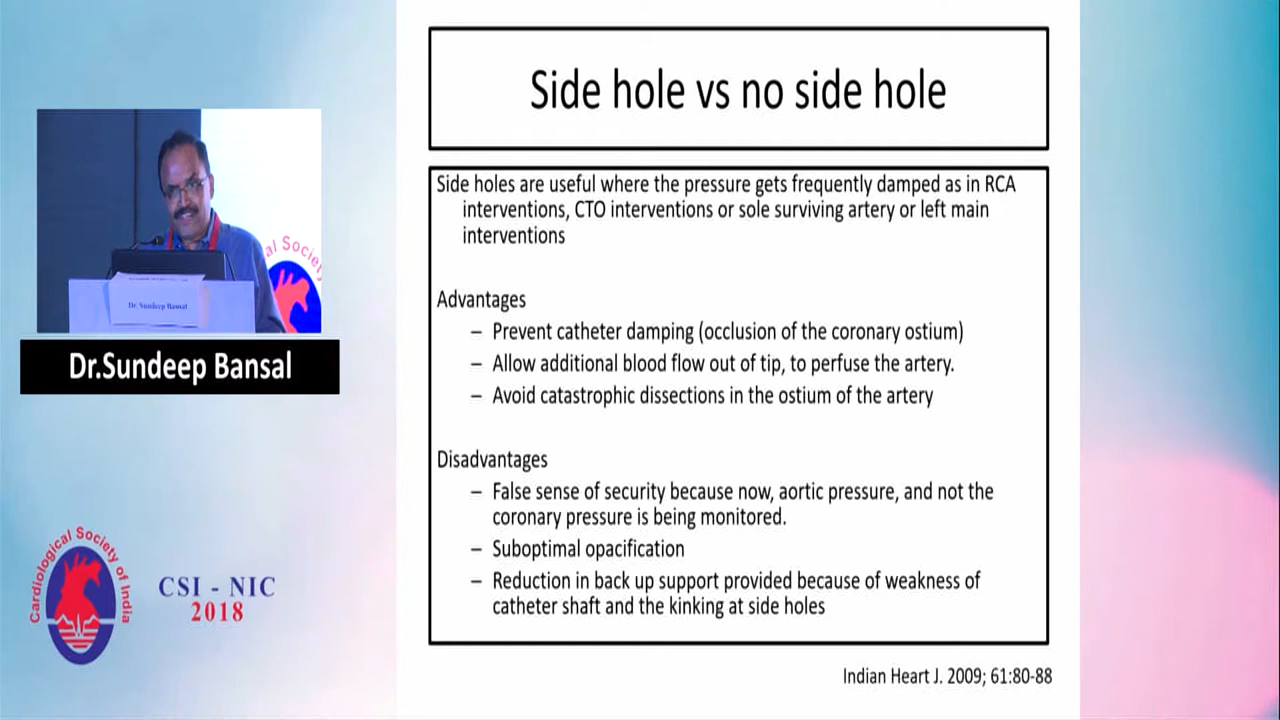 Side hole vs no side hole
Side holes are useful where the pressure gets frequently damped as in RCA
interventions, CTO interventions or sole surviving artery or left main
interventions
Advantages
– Prevent catheter damping (occlusion of the coronary ostium)
– Allow additional blood flow out of tip, to perfuse the artery.
– Avoid catastrophic dissections in the ostium of the artery
Disadvantages
– False sense of security because now, aortic pressure, and not the
coronary pressure is being monitored.
– Suboptimal opacification
– Reduction in back up support provided because of weakness of
catheter shaft and the kinking at side holes
Indian Heart J. 2009; 61:80-88
al Society
Dr. Sundeep Bansal
Dr.Sundeep Bansal
Cardiological Society of India
CSI - NIC
2018